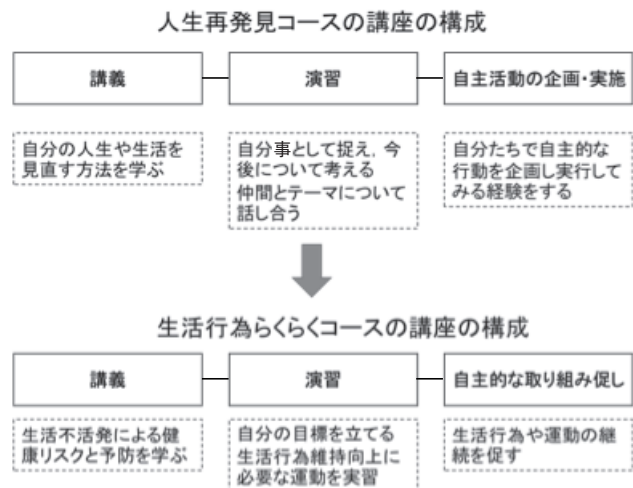 人生再発見コースの講座の構成
講義
演習
自主活動の企画・実施
自分の人生や生活を
見直す方法を学ぶ
自分事として捉え，今
後について考える
仲間とテーマについて
話し合う
自分たちで自主的な
行動を企画し実行して
みる経験をする
生活行為らくらくコースの講座の構成
講義
演習
自主的な取り組み促し
生活不活発による健
康リスクと予防を学ぶ
自分の目標を立てる
生活行為維持向上に
必要な運動を実習
生活行為や運動の継
続を促す